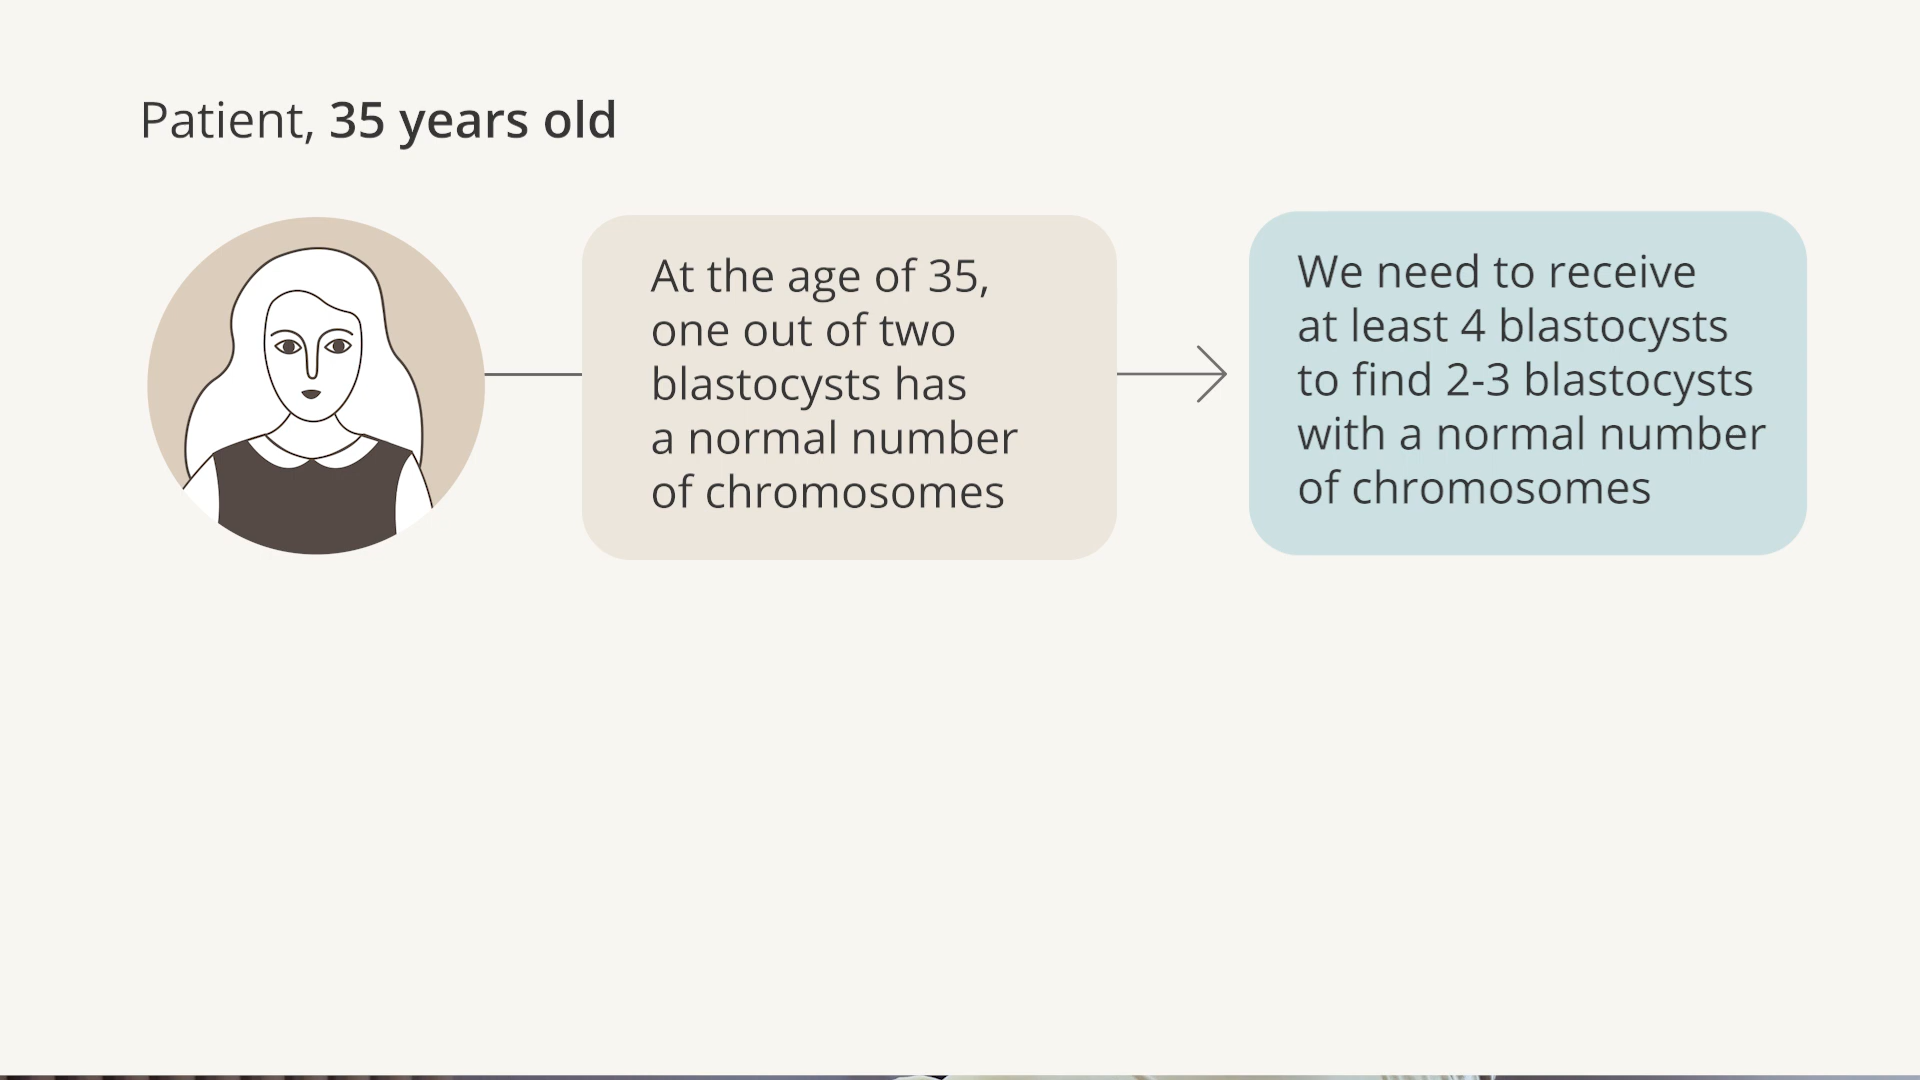 Patient, 35 years old
At the age of 35,
one out of two
blastocysts has
a normal number
of chromosomes
We need to receive
at least 4 blastocysts
to find 2-3 blastocysts
with a normal number
of chromosomes